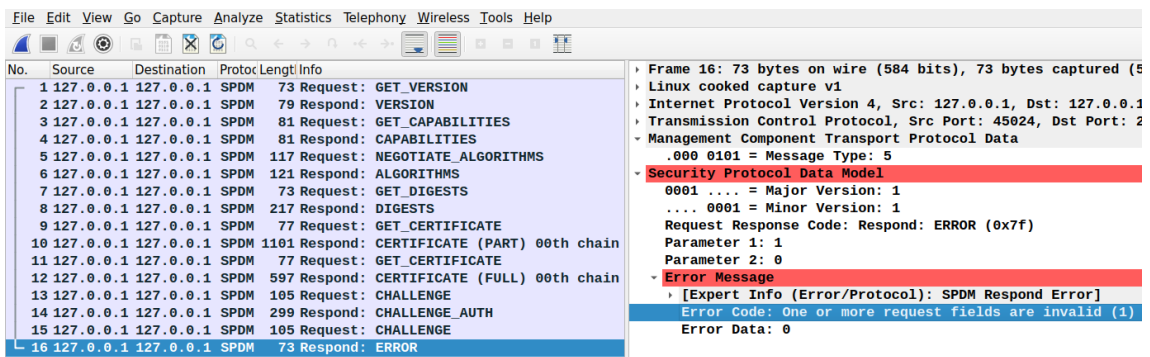 File Edit View Go Capture Analyze Statistics Telephony Wireless Tools Help
No. Source Destination Protoc Lengtl Info
1 127.0.0.1 127.0.0.1 SPDM 73 Request: GET_VERSION
2 127.0.0.1 127.0.0.1 SPDM 79 Respond: VERSION
3 127.0.0.1 127.0.0.1 SPDM 81 Request: GET_CAPABILITIES
4 127.0.0.1 127.0.0.1 SPDM 81 Respond: CAPABILITIES
5 127.0.0.1 127.0.0.1 SPDM 117 Request: NEGOTIATE_ALGORITHMS
6 127.0.0.1 127.0.0.1 SPDM 121 Respond: ALGORITHMS
7 127.0.0.1 127.0.0.1 SPDM 73 Request: GET_DIGESTS
8 127.0.0.1 127.0.0.1 SPDM 217 Respond: DIGESTS
9 127.0.0.1 127.0.0.1 SPDM 77 Request: GET_CERTIFICATE
10 127.0.0.1 127.0.0.1 SPDM 1101 Respond: CERTIFICATE (PART) 00th chain
11 127.0.0.1 127.0.0.1 SPDM 77 Request: GET_CERTIFICATE
12 127.0.0.1 127.0.0.1 SPDM 597 Respond: CERTIFICATE (FULL) 00th chain
13 127.0.0.1 127.0.0.1 SPDM 105 Request: CHALLENGE
14 127.0.0.1 127.0.0.1 SPDM 299 Respond: CHALLENGE_AUTH
15 127.0.0.1 127.0.0.1 SPDM 105 Request: CHALLENGE
16 127.0.0.1 127.0.0.1 SPDM 73 Respond: ERROR
Frame 16: 73 bytes on wire (584 bits), 73 bytes captured (5
Linux cooked capture v1
Internet Protocol Version 4, Src: 127.0.0.1, Dst: 127.0.0.1
Transmission Control Protocol, Src Port: 45024, Dst Port: 2
Management Component Transport Protocol Data
.000 0101 = Message Type: 5
Security Protocol Data Model
0001 .... = Major Version: 1
.... 0001 = Minor Version: 1
Request Response Code: Respond: ERROR (0x7f)
Parameter 1: 1
Parameter 2: 0
Error Message
[Expert Info (Error/Protocol): SPDM Respond Error]
Error Code: One or more request fields are invalid (1)
Error Data: 0